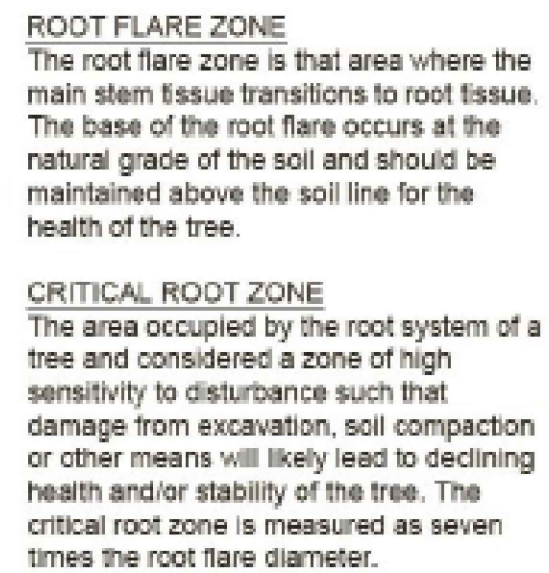 ROOT FLARE ZONE
The root flare zone is that area where the
main stem tissue transitions to root tissue.
The base of the root flare occurs at the
natural grade of the soil and should be
maintained above the soil line for the
health of the tree.
CRITICAL ROOT ZONE
The area occupied by the root system of a
tree and considered a zone of high
sensitivity to disturbance such that
damage from excavation, soil compaction
or other means will likely lead to declining
health and/or stability of the tree. The
critical root zone is measured as seven
times the root flare diameter.